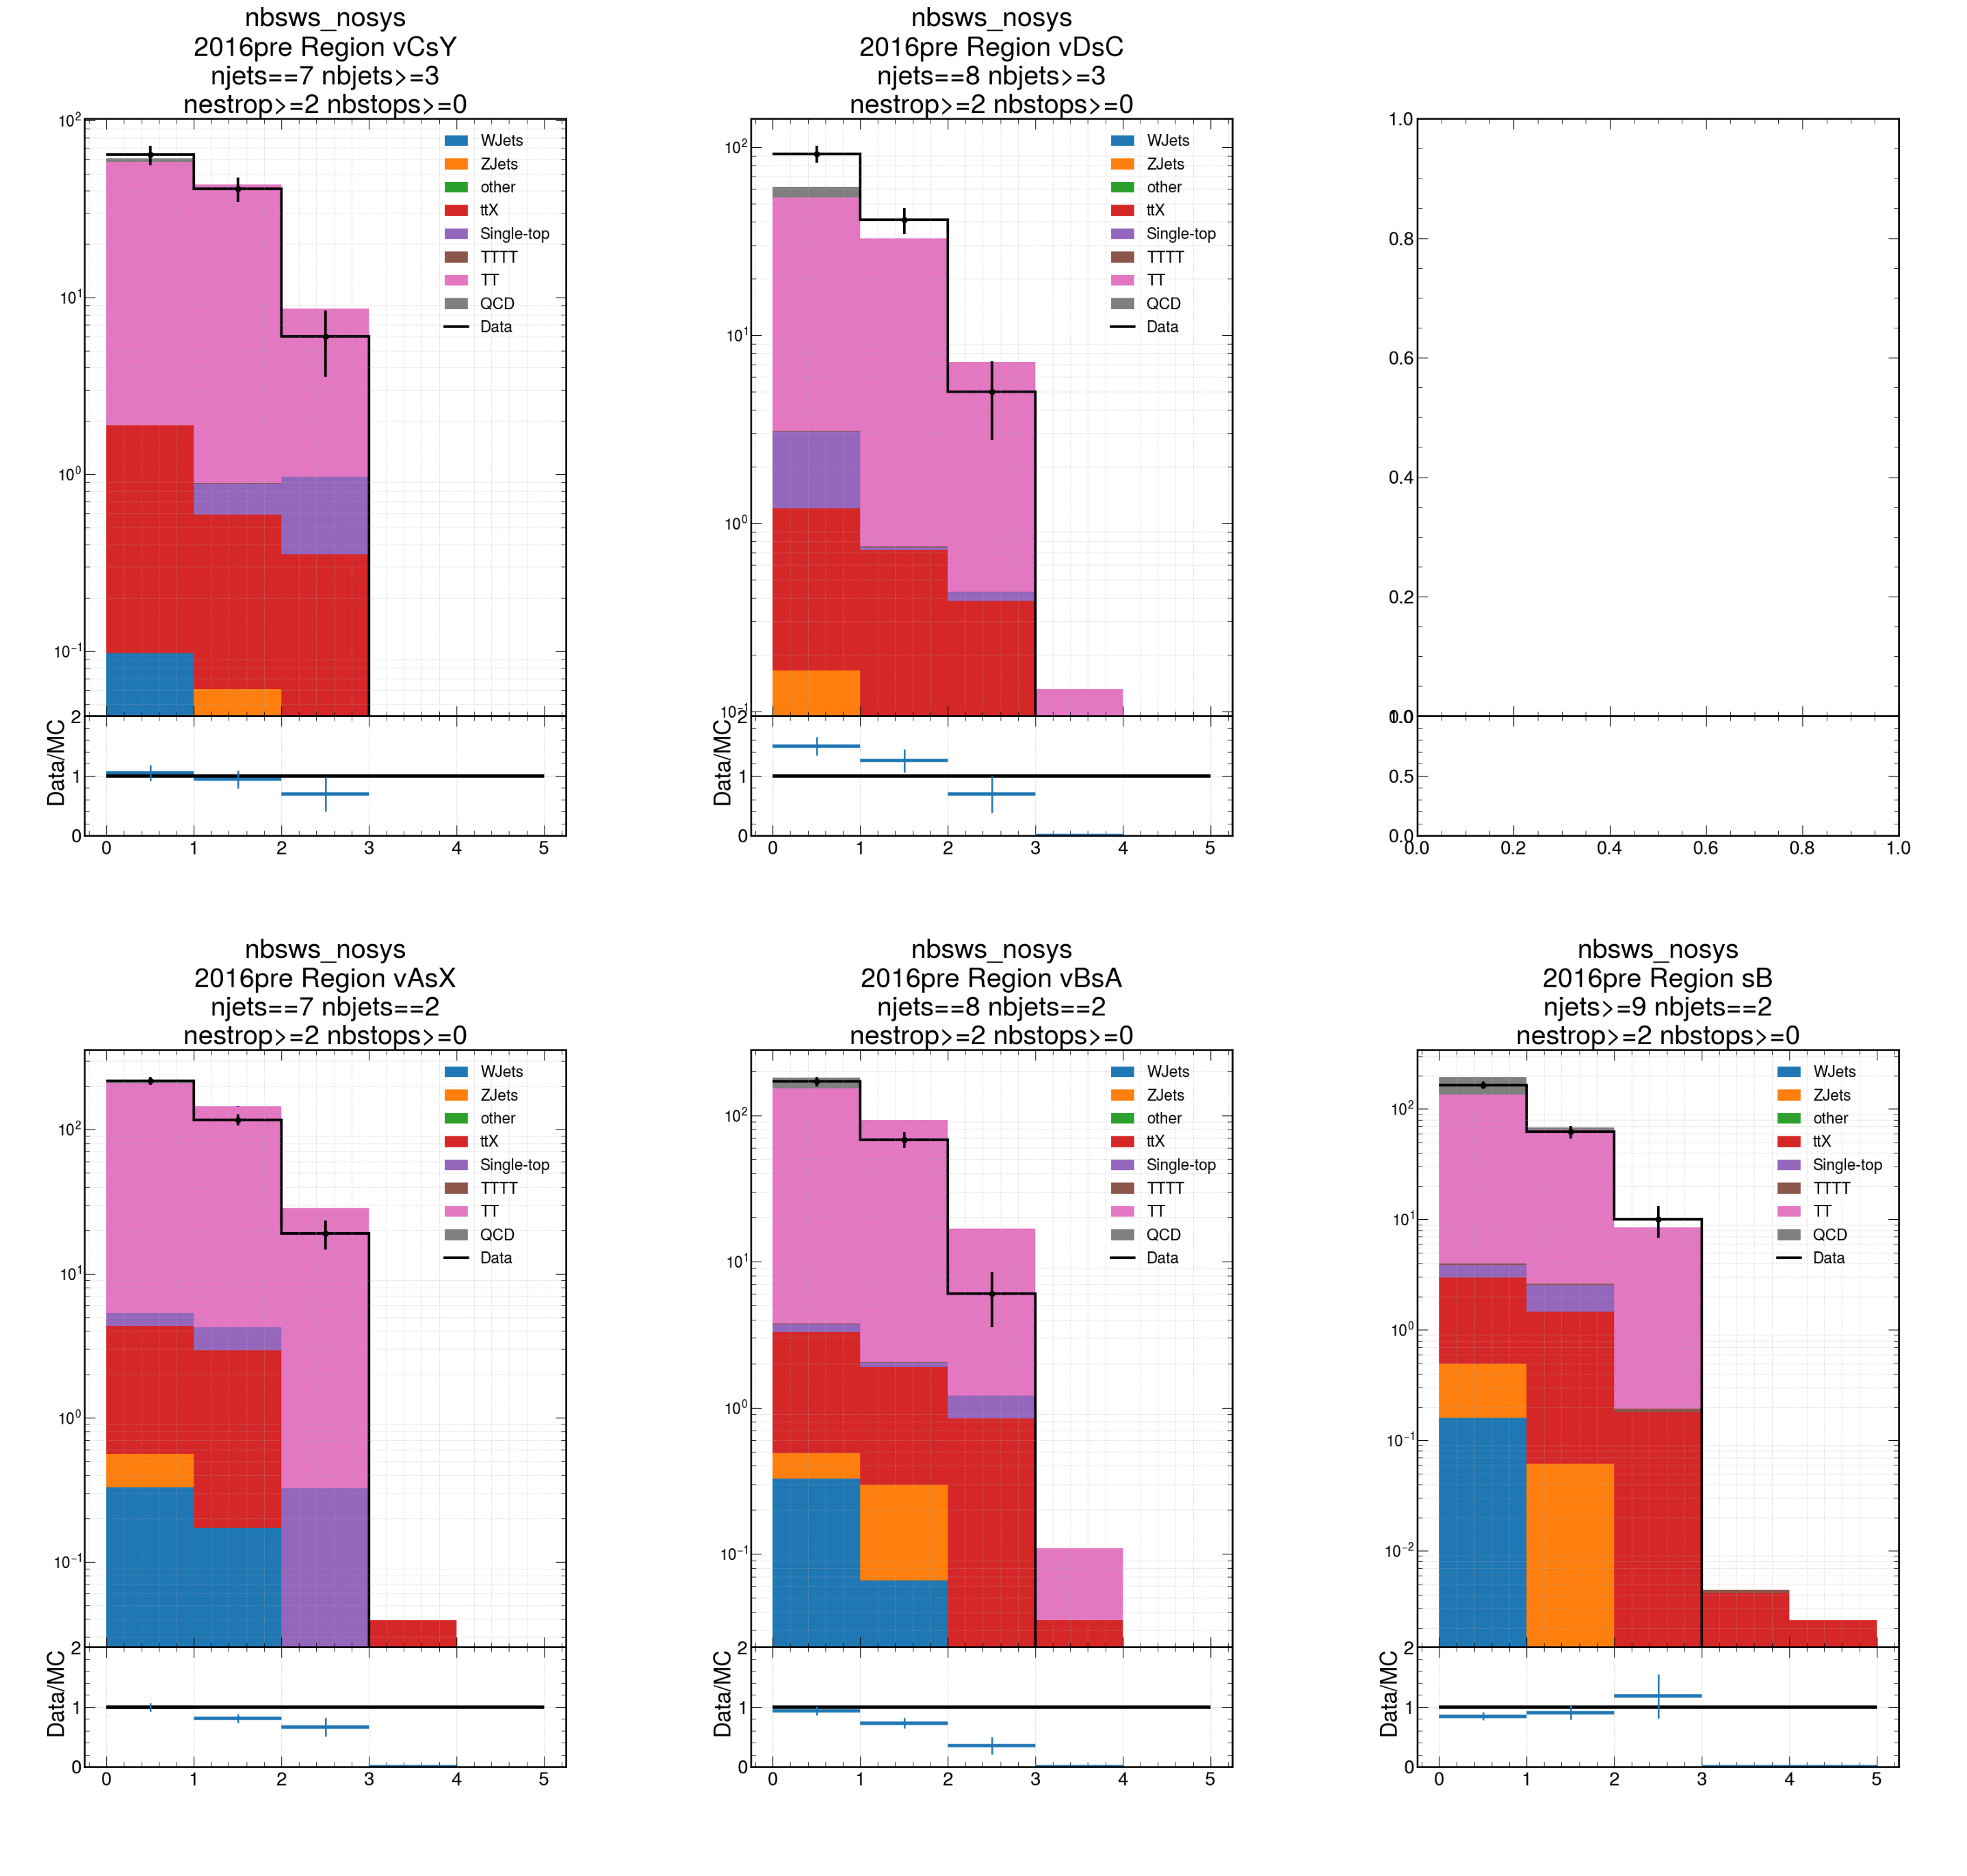 nbsws_nosys
2016pre Region vCsY
njets==7 nbjets>=3
nestrop>=2 nbstops>=0
10²
10¹
10⁰
10⁻¹
WJets
ZJets
other
ttX
Single-top
TTTT
TT
QCD
Data
Data/MC
2
1
0
0 1 2 3 4 5
nbsws_nosys
2016pre Region vDsC
njets==8 nbjets>=3
nestrop>=2 nbstops>=0
10²
10¹
10⁰
10⁻¹
WJets
ZJets
other
ttX
Single-top
TTTT
TT
QCD
Data
Data/MC
2
1
0
0 1 2 3 4 5
1.0
0.8
0.6
0.4
0.2
0.0
1.0
0.5
0.0
0.0 0.2 0.4 0.6 0.8 1.0
nbsws_nosys
2016pre Region vAsX
njets==7 nbjets==2
nestrop>=2 nbstops>=0
10²
10¹
10⁰
10⁻¹
WJets
ZJets
other
ttX
Single-top
TTTT
TT
QCD
Data
Data/MC
2
1
0
0 1 2 3 4 5
nbsws_nosys
2016pre Region vBsA
njets==8 nbjets==2
nestrop>=2 nbstops>=0
10²
10¹
10⁰
10⁻¹
WJets
ZJets
other
ttX
Single-top
TTTT
TT
QCD
Data
Data/MC
2
1
0
0 1 2 3 4 5
nbsws_nosys
2016pre Region sB
njets>=9 nbjets==2
nestrop>=2 nbstops>=0
10²
10¹
10⁰
10⁻¹
10⁻²
WJets
ZJets
other
ttX
Single-top
TTTT
TT
QCD
Data
Data/MC
2
1
0
0 1 2 3 4 5